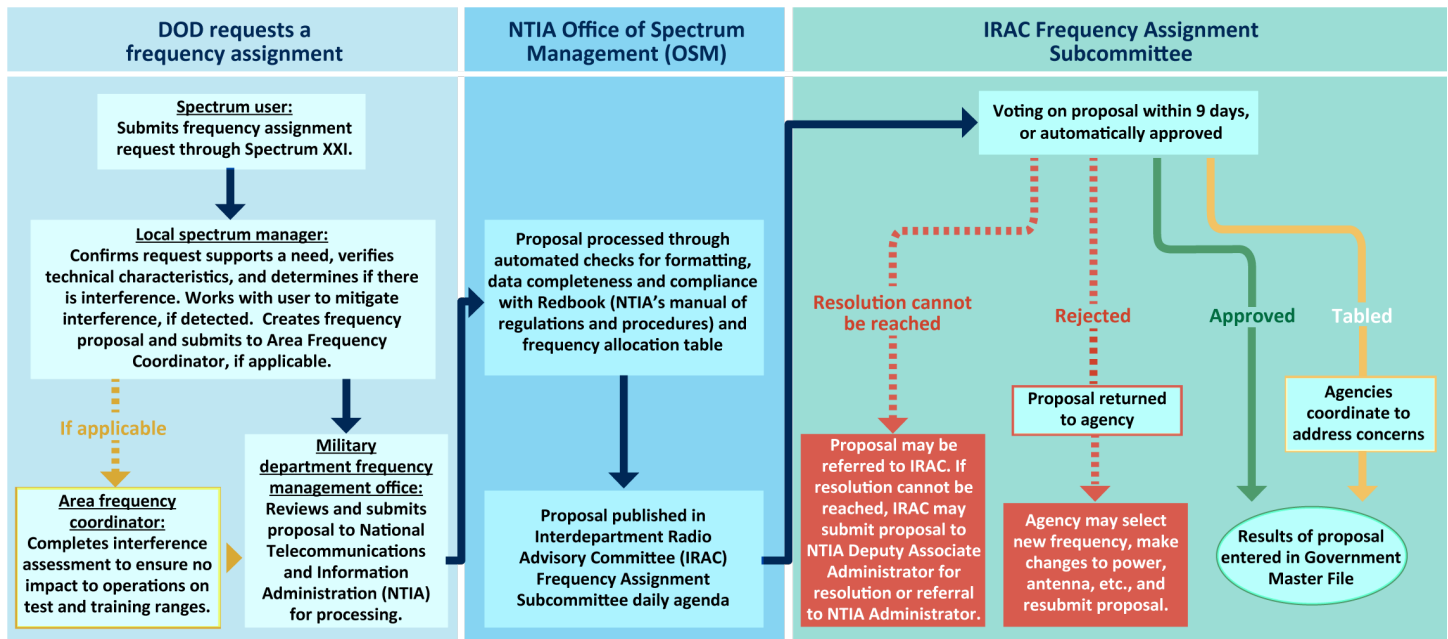 DOD requests a
frequency assignment
Spectrum user:
Submits frequency assignment
request through Spectrum XXI.
Local spectrum manager:
Confirms request supports a need, verifies
technical characteristics, and determines if there
is interference. Works with user to mitigate
interference, if detected.  Creates frequency
proposal and submits to Area Frequency
Coordinator, if applicable.
If applicable
Area frequency
coordinator:
Completes interference
assessment to ensure no
impact to operations on
test and training ranges.
Military
department frequency
management office:
Reviews and submits
proposal to National
Telecommunications
and Information
Administration (NTIA)
for processing.
NTIA Office of Spectrum
Management (OSM)
Proposal processed through
automated checks for formatting,
data completeness and compliance
with Redbook (NTIA's manual of
regulations and procedures) and
frequency allocation table
Proposal published in
Interdepartment Radio
Advisory Committee (IRAC)
Frequency Assignment
Subcommittee daily agenda
IRAC Frequency Assignment
Subcommittee
Voting on proposal within 9 days,
or automatically approved
Resolution cannot
be reached
Proposal may be
referred to IRAC. If
resolution cannot be
reached, IRAC may
submit proposal to
NTIA Deputy Associate
Administrator for
resolution or referral
to NTIA Administrator.
Rejected
Proposal returned
to agency
Agency may select
new frequency, make
changes to power,
antenna, etc., and
resubmit proposal.
Approved
Tabled
Agencies
coordinate to
address concerns
Results of proposal
entered in Government
Master File